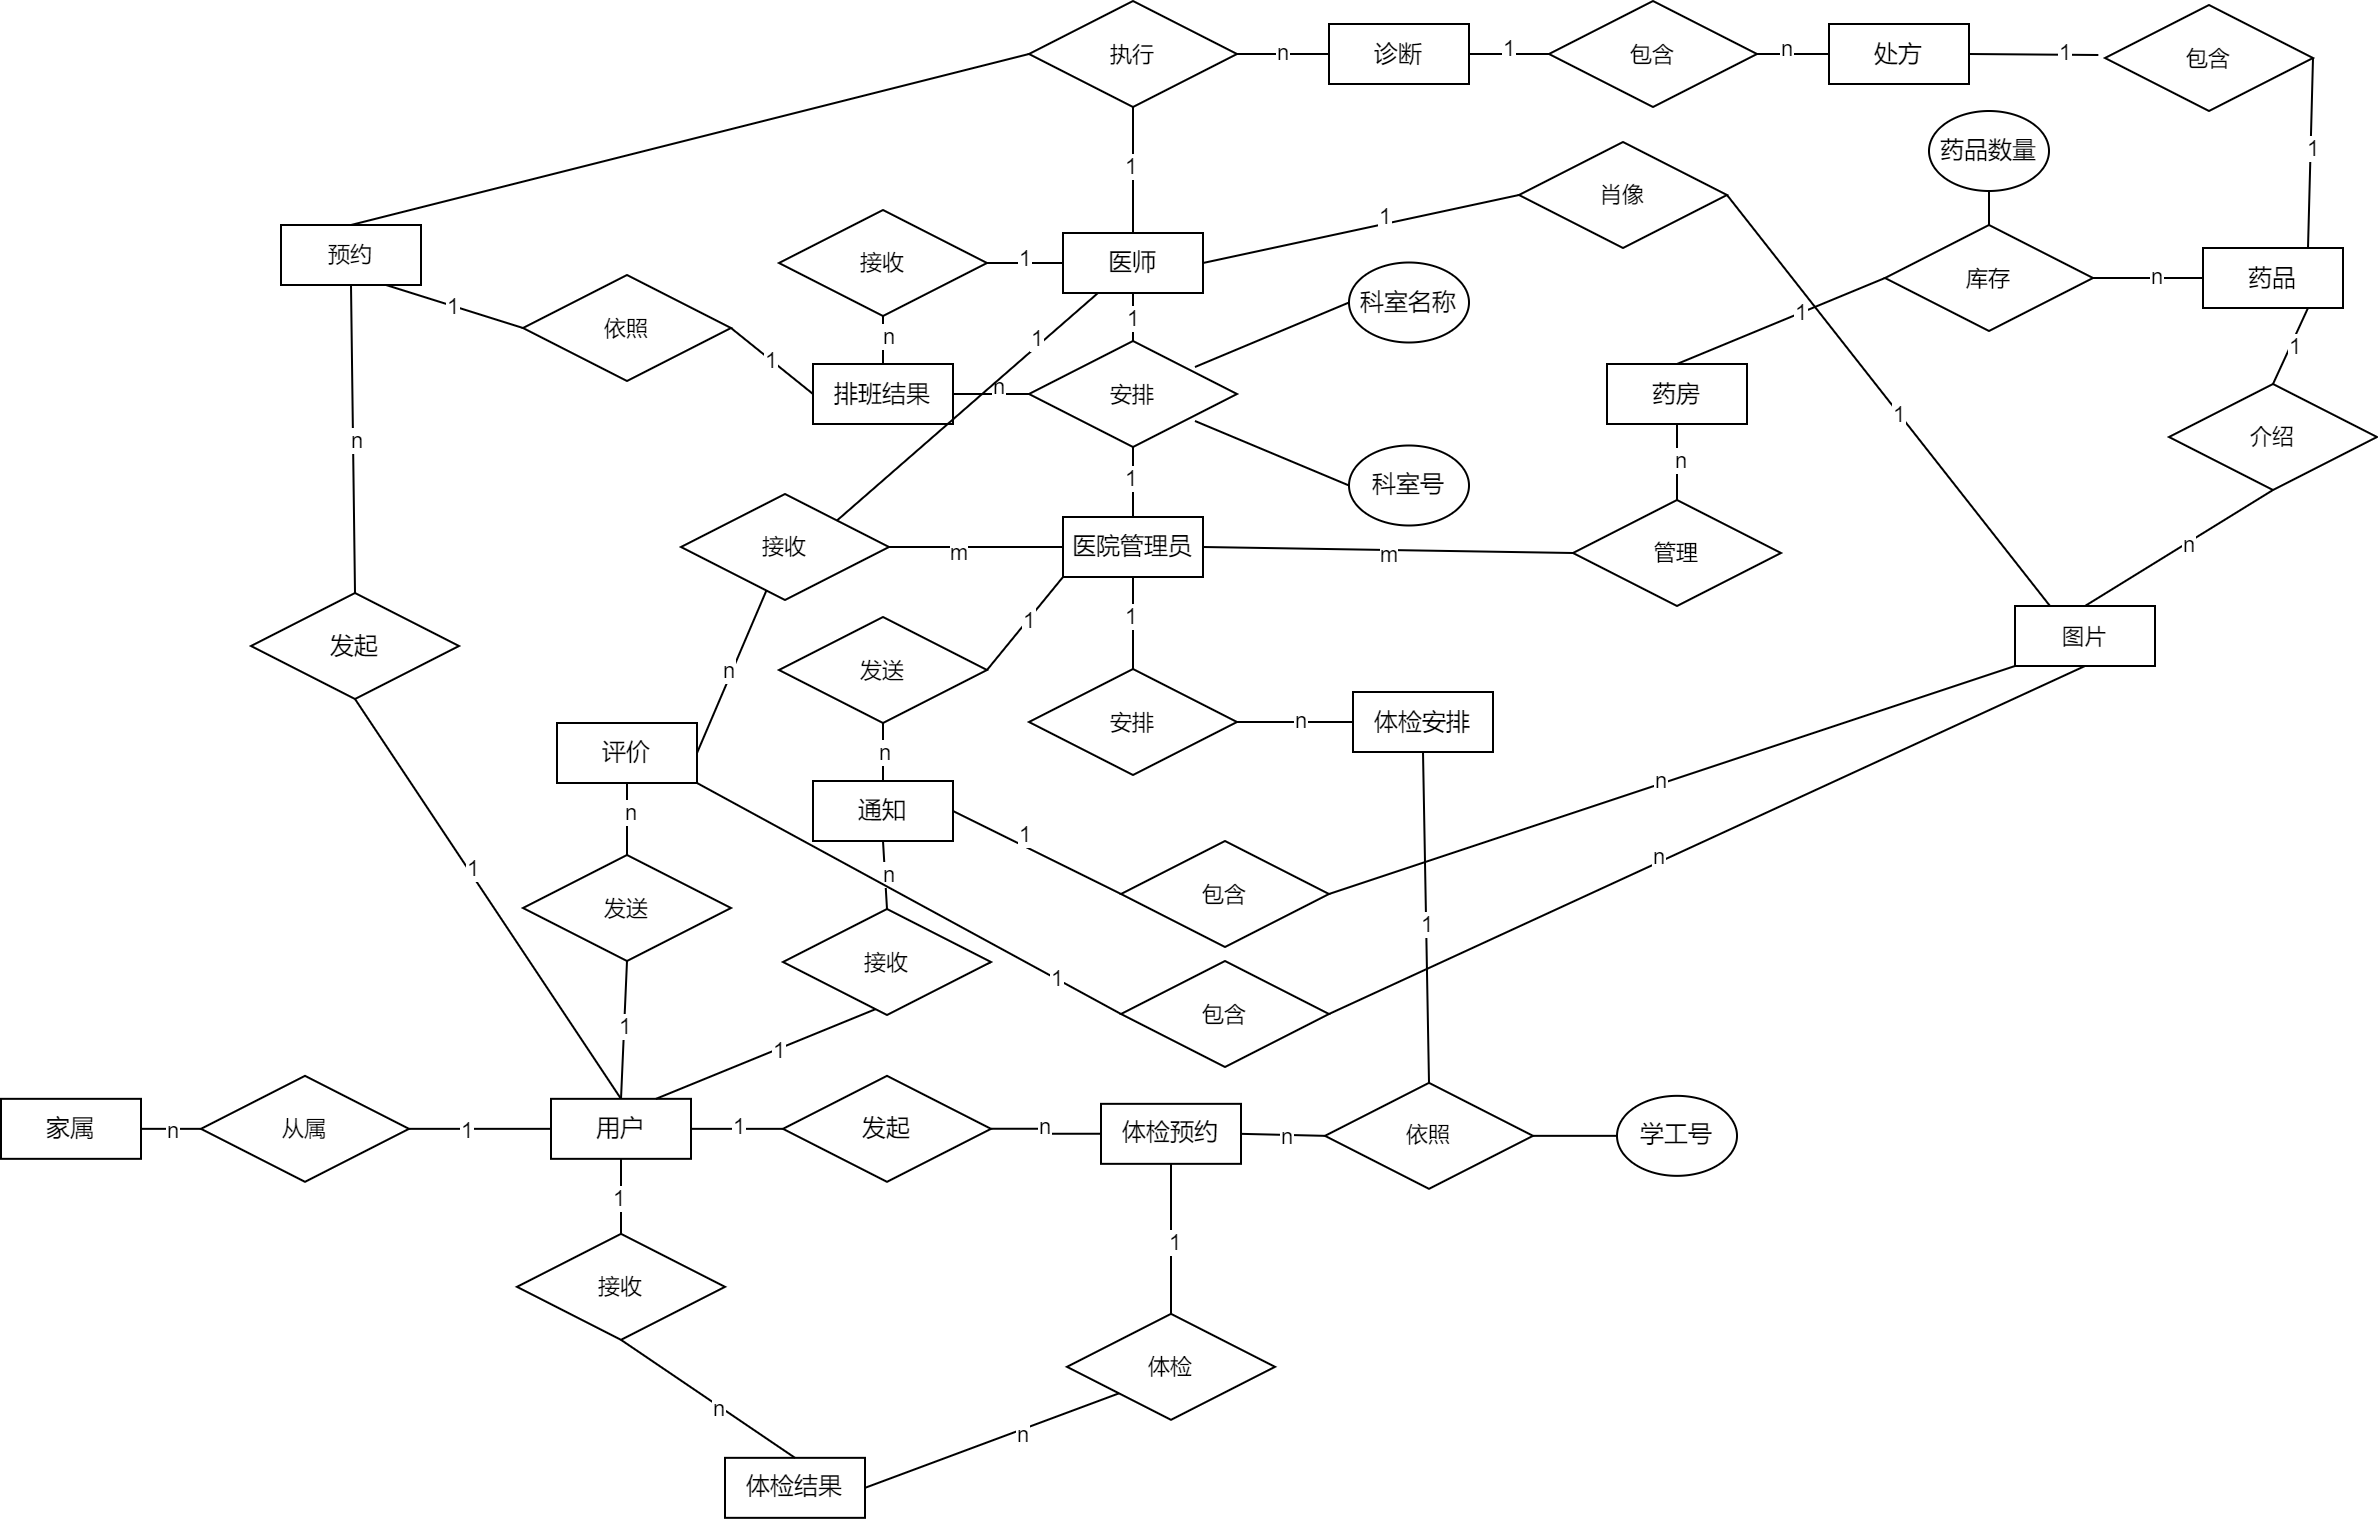 执行
n
诊断
1
包含
n
处方
1
包含
1
药品数量
1
肖像
1
预约
接收
1
医师
库存
n
药品
1
依照
1
n
1
1
科室名称
1
1
排班结果
n
安排
药房
1
介绍
n
1
科室号
n
m
接收
医院管理员
m
管理
n
1
1
发起
n
发送
图片
安排
n
体检安排
评价
n
n
通知
n
1
n
1
n
n
包含
1
发送
接收
1
包含
1
1
家属
n
从属
1
用户
1
发起
n
体检预约
n
依照
学工号
1
1
接收
体检
n
n
体检结果